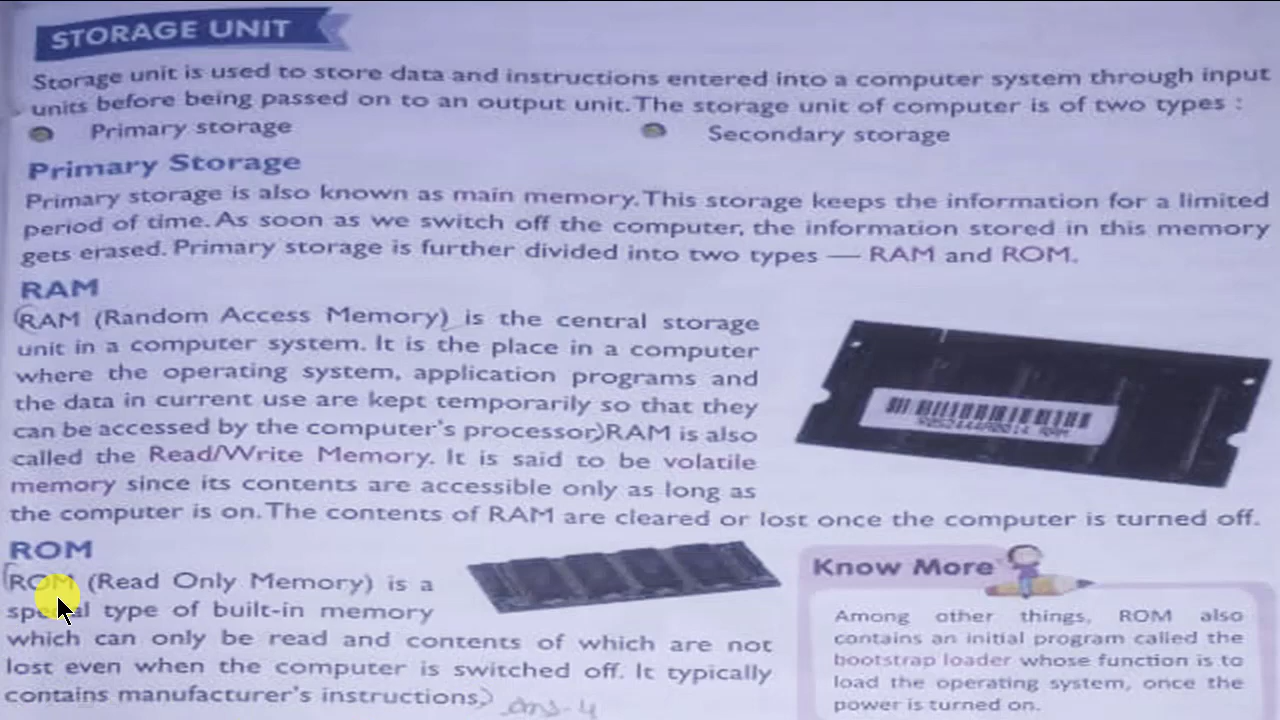 STORAGE UNIT
Storage unit is used to store data and instructions entered into a computer system through input
units before being passed on to an output unit. The storage unit of computer is of two types :
Primary storage
Secondary storage
Primary Storage
Primary storage is also known as main memory. This storage keeps the information for a limited
period of time. As soon as we switch off the computer, the information stored in this memory
gets erased. Primary storage is further divided into two types — RAM and ROM.
RAM
(RAM (Random Access Memory) is the central storage
unit in a computer system. It is the place in a computer
where the operating system, application programs and
the data in current use are kept temporarily so that they
can be accessed by the computer's processor.) RAM is also
called the Read/Write Memory. It is said to be volatile
memory since its contents are accessible only as long as
the computer is on. The contents of RAM are cleared or lost once the computer is turned off.
ROM
(ROM (Read Only Memory) is a
special type of built-in memory
which can only be read and contents of which are not
lost even when the computer is switched off. It typically
contains manufacturer's instructions.)
Ans-4
Know More
Among other things, ROM also
contains an initial program called the
bootstrap loader whose function is to
load the operating system, once the
power is turned on.